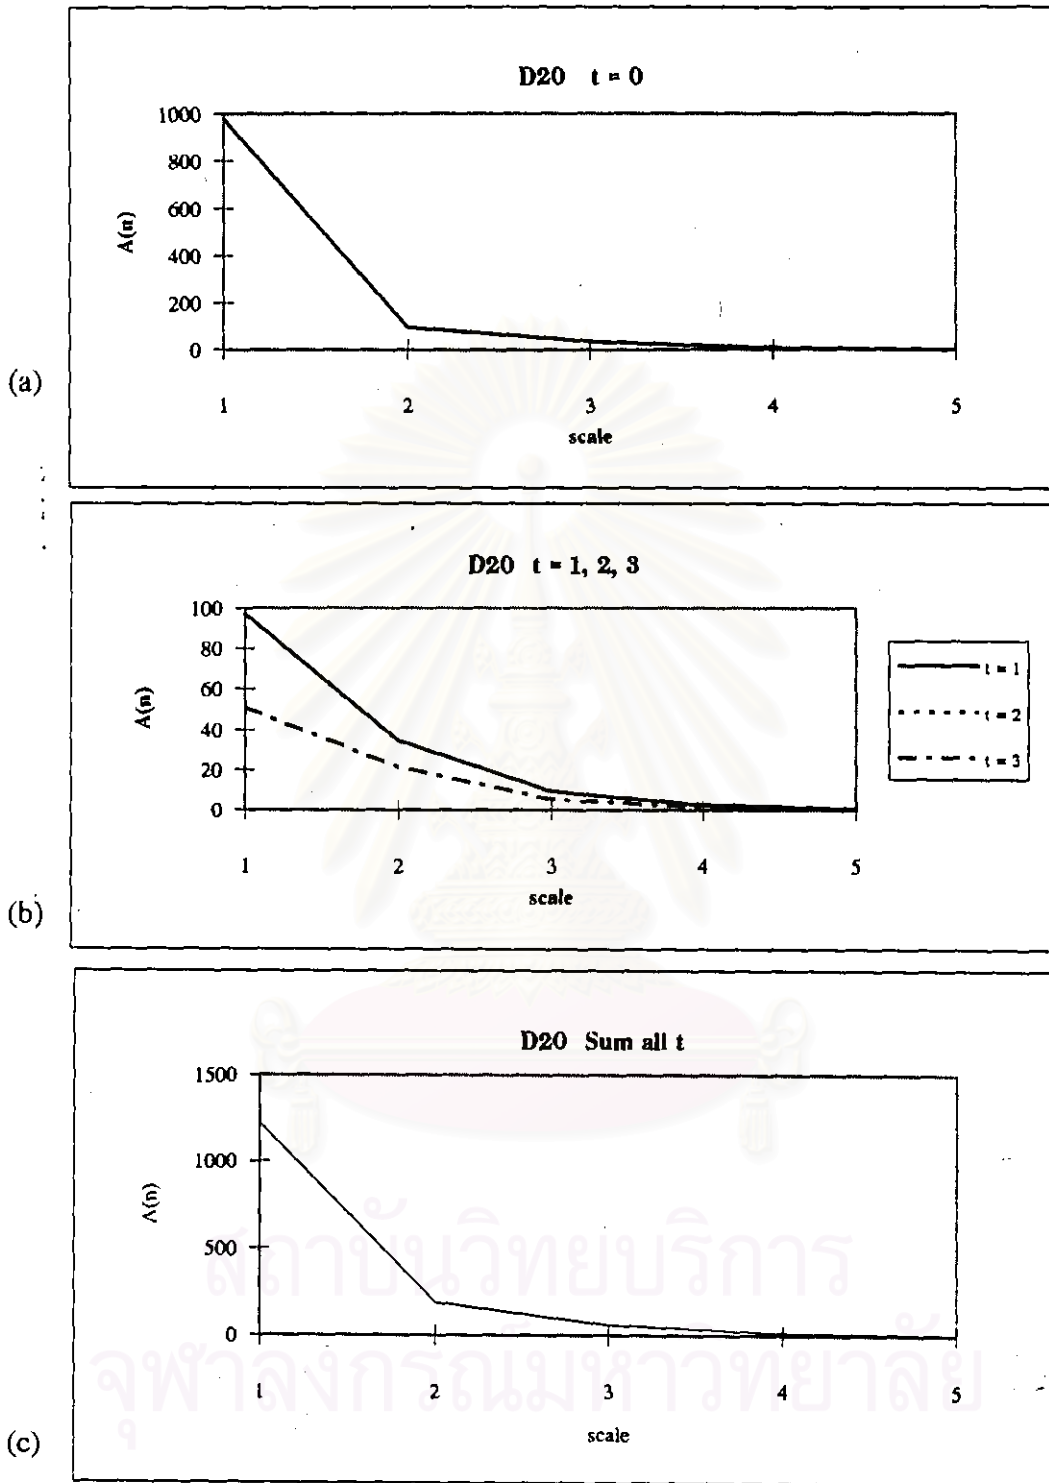 D20 t = 0
1000
800
600
400
200
0
A(n)
1 2 3 4 5
scale
(a)
D20 t = 1, 2, 3
100
80
60
40
20
0
A(n)
1 2 3 4 5
scale
t = 1
t = 2
t = 3
(b)
D20 Sum all t
1500
1000
500
0
A(n)
1 2 3 4 5
scale
(c)
สถาบันวิทยบริการ
จุฬาลงกรณ์มหาวิทยาลัย